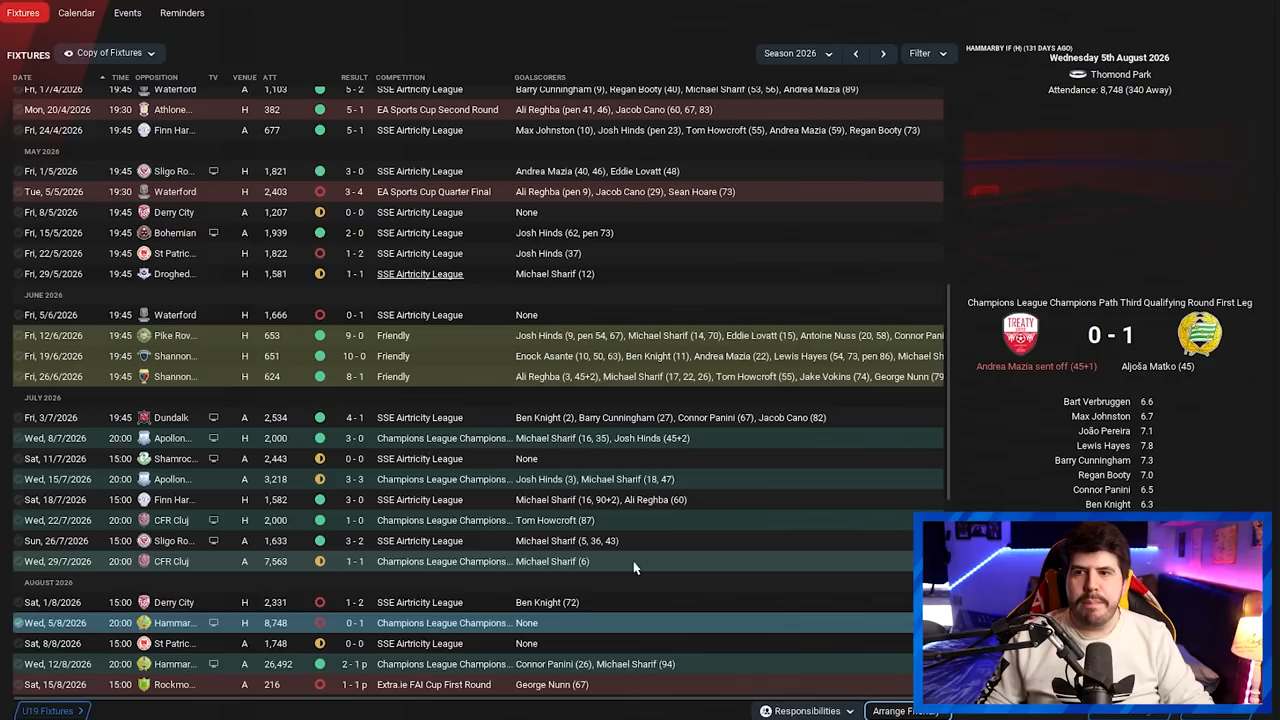 Fixtures Calendar Events Reminders
FIXTURES Copy of Fixtures Season 2026 Filter
DATE TIME OPPOSITION TV VENUE ATT RESULT COMPETITION GOALSCORERS
Fri, 17/4/2026 19:45 Waterford A 1,103 5 - 2 SSE Airtricity League Barry Cunningham (9), Regan Booty (40), Michael Sharif (53, 56), Andrea Mazia (89)
Mon, 20/4/2026 19:30 Athlone... H 382 5 - 1 EA Sports Cup Second Round Ali Reghba (pen 41, 46), Jacob Cano (60, 67, 83)
Fri, 24/4/2026 19:45 Finn Har... A 677 5 - 1 SSE Airtricity League Max Johnston (10), Josh Hinds (pen 23), Tom Howcroft (55), Andrea Mazia (59), Regan Booty (73)
MAY 2026
Fri, 1/5/2026 19:45 Sligo Ro... H 1,821 3 - 0 SSE Airtricity League Andrea Mazia (40, 46), Eddie Lovatt (48)
Tue, 5/5/2026 19:30 Waterford H 2,403 3 - 4 EA Sports Cup Quarter Final Ali Reghba (pen 9), Jacob Cano (29), Sean Hoare (73)
Fri, 8/5/2026 19:45 Derry City A 1,207 0 - 0 SSE Airtricity League None
Fri, 15/5/2026 19:45 Bohemian A 1,939 2 - 0 SSE Airtricity League Josh Hinds (62, pen 73)
Fri, 22/5/2026 19:45 St Patric... H 1,822 1 - 2 SSE Airtricity League Josh Hinds (37)
Fri, 29/5/2026 19:45 Droghed... H 1,581 1 - 1 SSE Airtricity League Michael Sharif (12)
JUNE 2026
Fri, 5/6/2026 19:45 Waterford H 1,666 0 - 1 SSE Airtricity League None
Fri, 12/6/2026 19:45 Pike Rov... H 653 9 - 0 Friendly Josh Hinds (9, pen 54, 67), Michael Sharif (14, 70), Eddie Lovatt (15), Antoine Nuss (20, 58), Connor Pani
Fri, 19/6/2026 19:45 Shannon... H 651 10 - 0 Friendly Enock Asante (10, 50, 63), Ben Knight (11), Andrea Mazia (22), Lewis Hayes (54, 73, pen 86), Michael Sh
Fri, 26/6/2026 19:45 Shannon... H 624 8 - 1 Friendly Ali Reghba (3, 45+2), Michael Sharif (17, 22, 26), Tom Howcroft (55), Jake Vokins (74), George Nunn (79
JULY 2026
Fri, 3/7/2026 19:45 Dundalk A 2,534 4 - 1 SSE Airtricity League Ben Knight (2), Barry Cunningham (27), Connor Panini (67), Jacob Cano (82)
Wed, 8/7/2026 20:00 Apollon... H 2,000 3 - 0 Champions League Champions... Michael Sharif (16, 35), Josh Hinds (45+2)
Sat, 11/7/2026 15:00 Shamroc... A 2,443 0 - 0 SSE Airtricity League None
Wed, 15/7/2026 20:00 Apollon... A 3,218 3 - 3 Champions League Champions... Josh Hinds (3), Michael Sharif (18, 47)
Sat, 18/7/2026 15:00 Finn Har... H 1,582 3 - 0 SSE Airtricity League Michael Sharif (16, 90+2), Ali Reghba (60)
Wed, 22/7/2026 20:00 CFR Cluj H 2,000 1 - 0 Champions League Champions... Tom Howcroft (87)
Sun, 26/7/2026 15:00 Sligo Ro... A 1,633 3 - 2 SSE Airtricity League Michael Sharif (5, 36, 43)
Wed, 29/7/2026 20:00 CFR Cluj A 7,563 1 - 1 Champions League Champions... Michael Sharif (6)
AUGUST 2026
Sat, 1/8/2026 15:00 Derry City H 2,331 1 - 2 SSE Airtricity League Ben Knight (72)
Wed, 5/8/2026 20:00 Hammar... H 8,748 0 - 1 Champions League Champions... None
Sat, 8/8/2026 15:00 St Patric... A 1,748 0 - 0 SSE Airtricity League None
Wed, 12/8/2026 20:00 Hammar... A 26,492 2 - 1 p Champions League Champions... Connor Panini (26), Michael Sharif (94)
Sat, 15/8/2026 15:00 Rockmo... A 216 1 - 1 p Extra.ie FAI Cup First Round George Nunn (67)
U19 Fixtures Responsibilities Arrange Friendly
HAMMARBY IF (H) (131 DAYS AGO)
Wednesday 5th August 2026
Thomond Park
Attendance: 8,748 (340 Away)
Champions League Champions Path Third Qualifying Round First Leg
TREATY
0 - 1
Andrea Mazia sent off (45+1) Aljoša Matko (45)
Bart Verbruggen 6.6
Max Johnston 6.7
João Pereira 7.1
Lewis Hayes 7.8
Barry Cunningham 7.3
Regan Booty 7.0
Connor Panini 6.5
Ben Knight 6.3